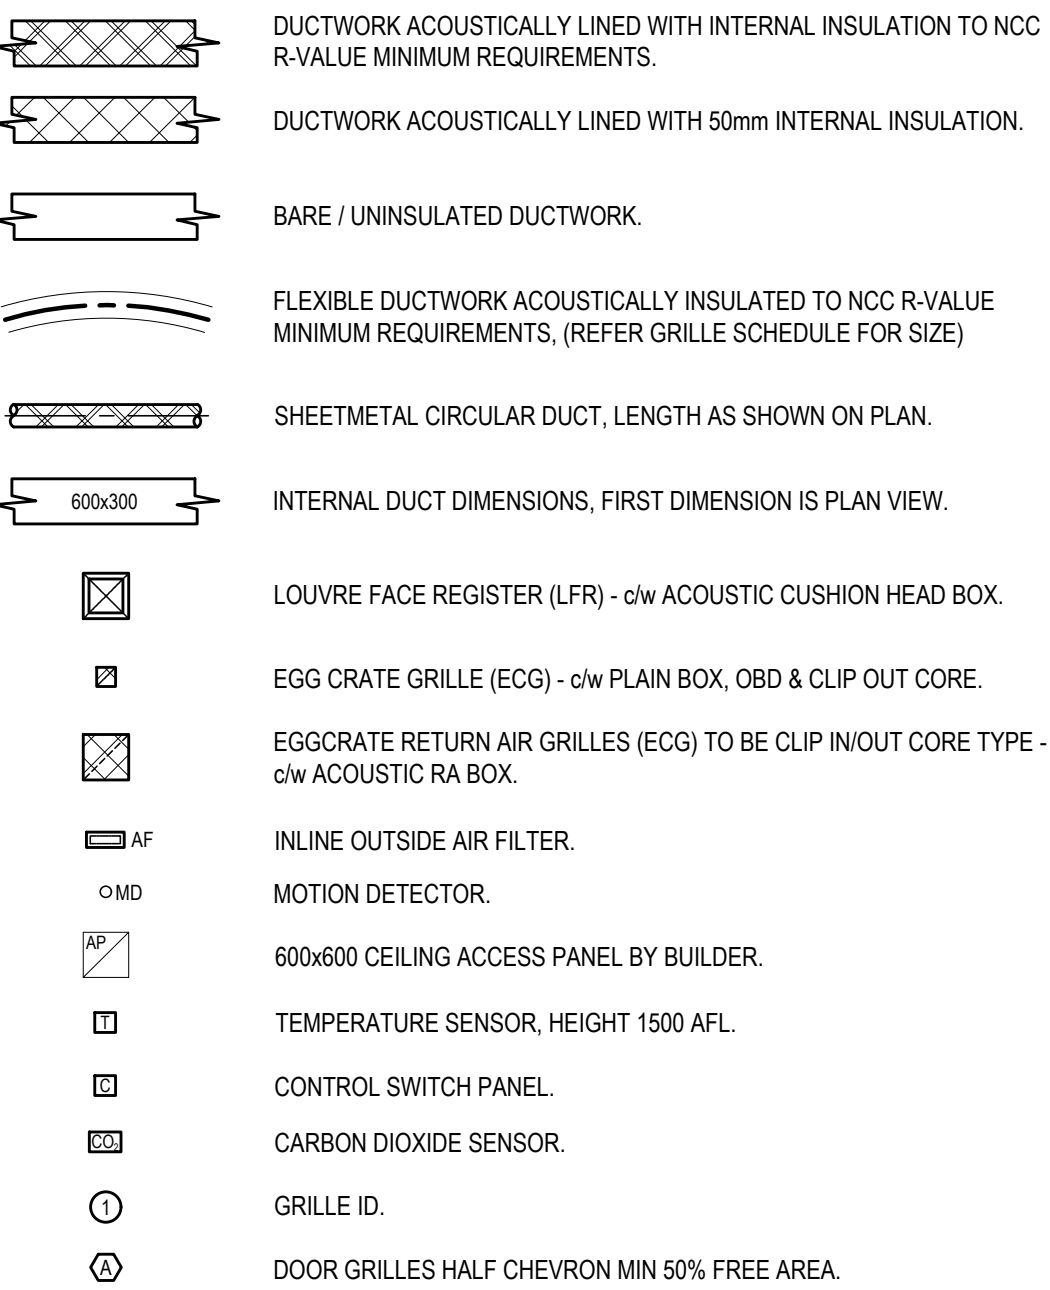 DUCTWORK ACOUSTICALLY LINED WITH INTERNAL INSULATION TO NCC
R-VALUE MINIMUM REQUIREMENTS.
DUCTWORK ACOUSTICALLY LINED WITH 50mm INTERNAL INSULATION.
BARE / UNINSULATED DUCTWORK.
FLEXIBLE DUCTWORK ACOUSTICALLY INSULATED TO NCC R-VALUE
MINIMUM REQUIREMENTS, (REFER GRILLE SCHEDULE FOR SIZE)
SHEETMETAL CIRCULAR DUCT, LENGTH AS SHOWN ON PLAN.
600x300 INTERNAL DUCT DIMENSIONS, FIRST DIMENSION IS PLAN VIEW.
LOUVRE FACE REGISTER (LFR) - c/w ACOUSTIC CUSHION HEAD BOX.
EGG CRATE GRILLE (ECG) - c/w PLAIN BOX, OBD & CLIP OUT CORE.
EGGCRATE RETURN AIR GRILLES (ECG) TO BE CLIP IN/OUT CORE TYPE -
c/w ACOUSTIC RA BOX.
AF INLINE OUTSIDE AIR FILTER.
MD MOTION DETECTOR.
AP 600x600 CEILING ACCESS PANEL BY BUILDER.
T TEMPERATURE SENSOR, HEIGHT 1500 AFL.
C CONTROL SWITCH PANEL.
CO₂ CARBON DIOXIDE SENSOR.
1 GRILLE ID.
A DOOR GRILLES HALF CHEVRON MIN 50% FREE AREA.